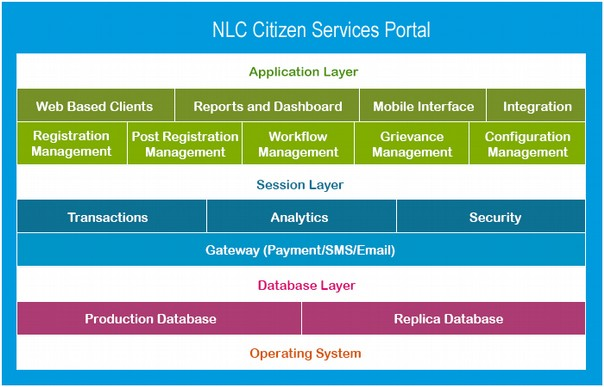 NLC Citizen Services Portal
Application Layer
Web Based Clients
Reports and Dashboard
Mobile Interface
Integration
Registration
Management
Post Registration
Management
Workflow
Management
Grievance
Management
Configuration
Management
Session Layer
Transactions
Analytics
Security
Gateway (Payment/SMS/Email)
Database Layer
Production Database
Replica Database
Operating System